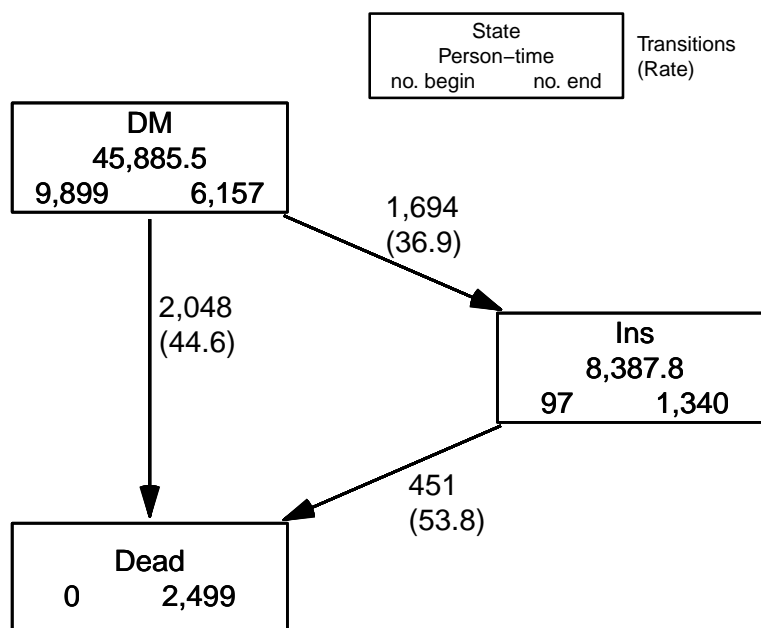 State
Person−time
no. begin no. end
Transitions
(Rate)
DM
45,885.5
9,899 6,157
1,694
(36.9)
2,048
(44.6)
Ins
8,387.8
97 1,340
451
(53.8)
Dead
0 2,499